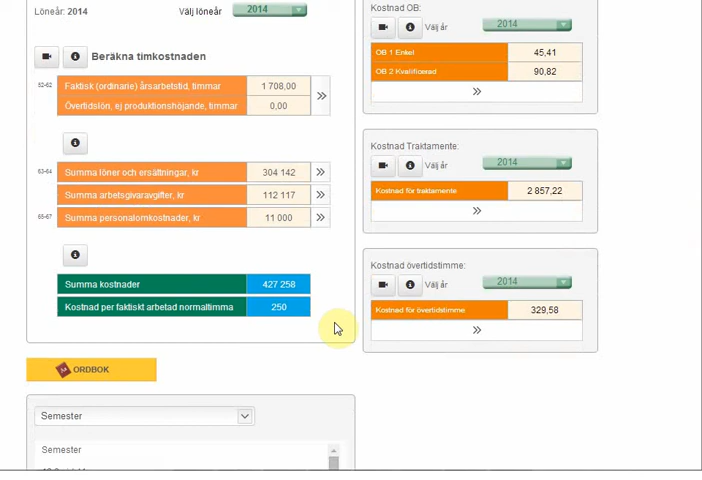 Löneår: 2014
Välj löneår
2014
Beräkna timkostnaden
52-62
Faktisk (ordinarie) årsarbetstid, timmar
1 708,00
Övertidslön, ej produktionshöjande, timmar
0,00
63-64
Summa löner och ersättningar, kr
304 142
Summa arbetsgivaravgifter, kr
112 117
65-67
Summa personalomkostnader, kr
11 000
Summa kostnader
427 258
Kostnad per faktiskt arbetad normaltimma
250
ORDBOK
Semester
Semester
Kostnad OB:
Välj år
2014
OB 1 Enkel
45,41
OB 2 Kvalificerad
90,82
Kostnad Traktamente:
Välj år
2014
Kostnad för traktamente
2 857,22
Kostnad övertidstimme:
Välj år
2014
Kostnad för övertidstimme
329,58